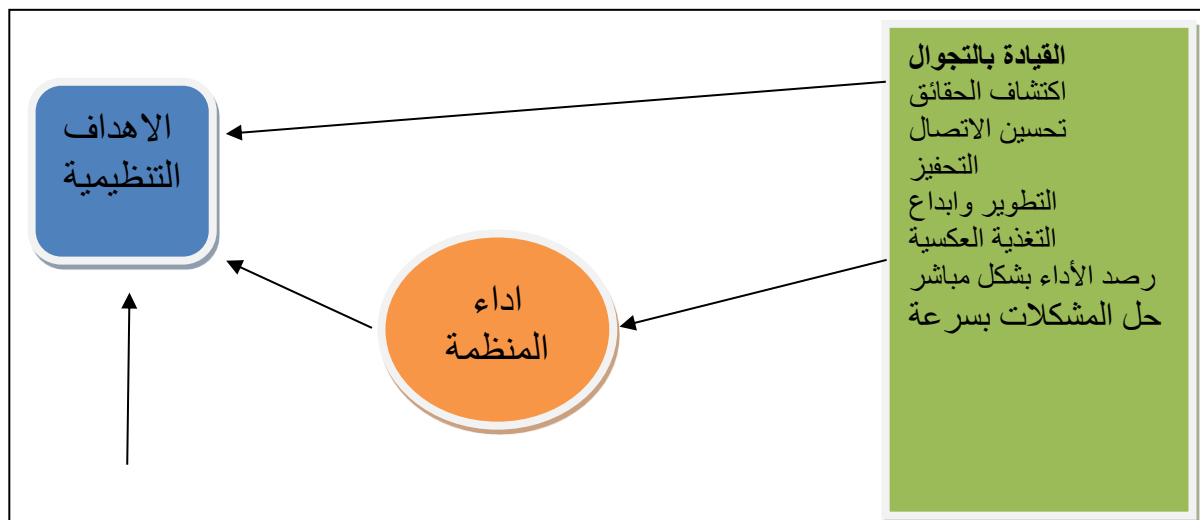 القيادة بالتجوال
اكتشاف الحقائق
تحسين الاتصال
التحفيز
التطوير وابداع
التغذية العكسية
رصد الأداء بشكل مباشر
حل المشكلات بسرعة
اداء
المنظمة
الاهداف
التنظيمية